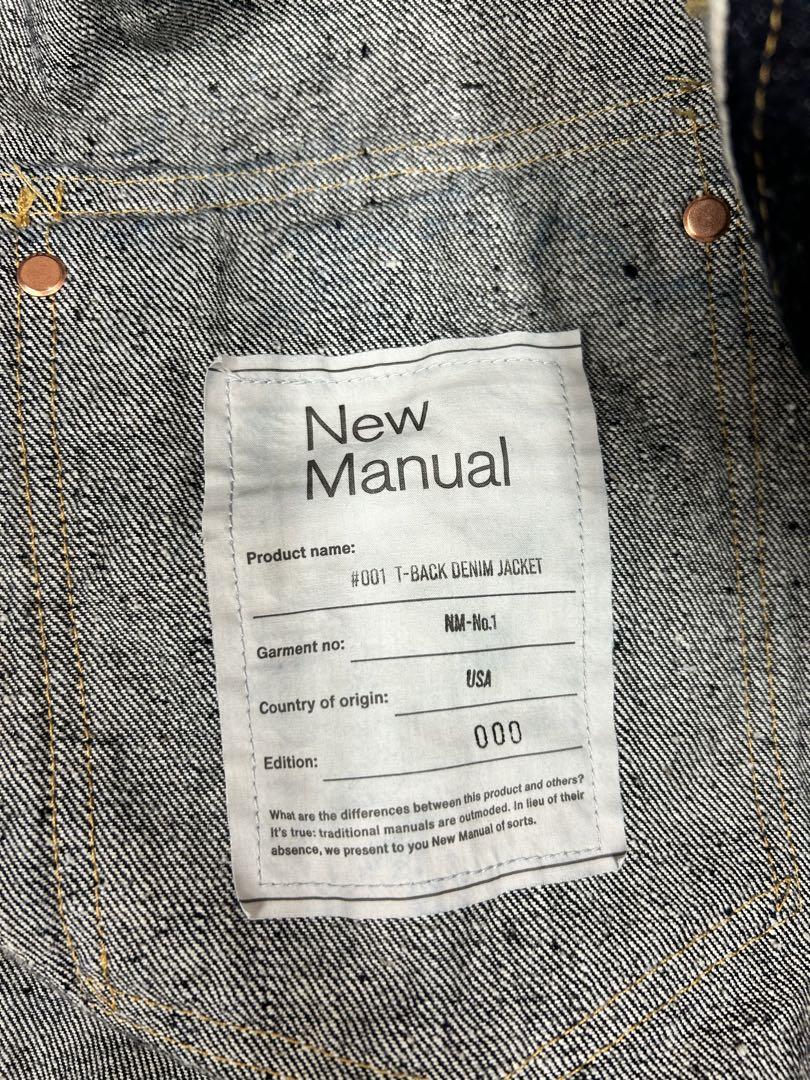 New
Manual
Product name:
#001 T-BACK DENIM JACKET
Garment no:
NM-No.1
Country of origin:
USA
Edition:
000
What are the differences between this product and others?
It's true: traditional manuals are outmoded. In lieu of their
absence, we present to you New Manual of sorts.